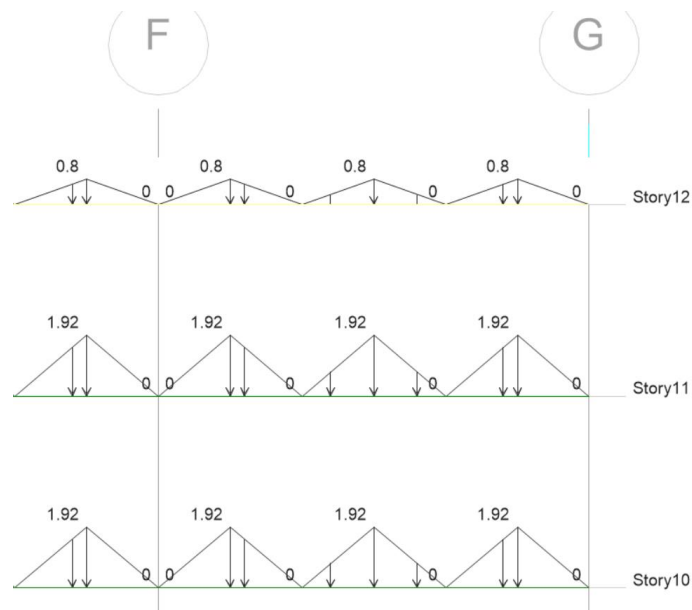 F G
0.8 0.8 0.8 0.8
0 0 0 0 0 Story12
1.92 1.92 1.92 1.92
0 0 0 0 0 Story11
1.92 1.92 1.92 1.92
0 0 0 0 0 Story10